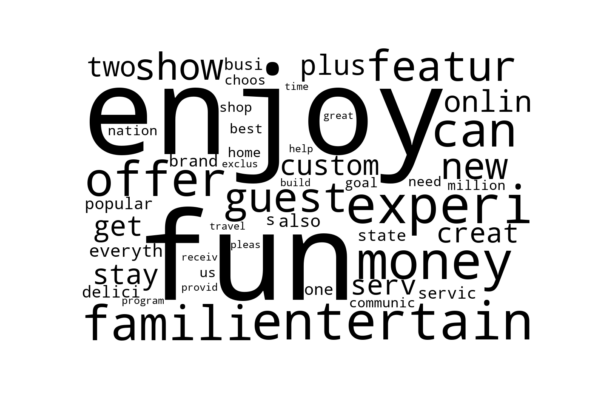 two show busi plus featur
choos time
enjoy
shop great onlin
nation best help can
brand home exclus custom new
offer build goal need million
popular guest experi
get travel s also state creat
everyth fun pleas money
stay receiv us one serv servic
delici provid communic
program
famili entertain